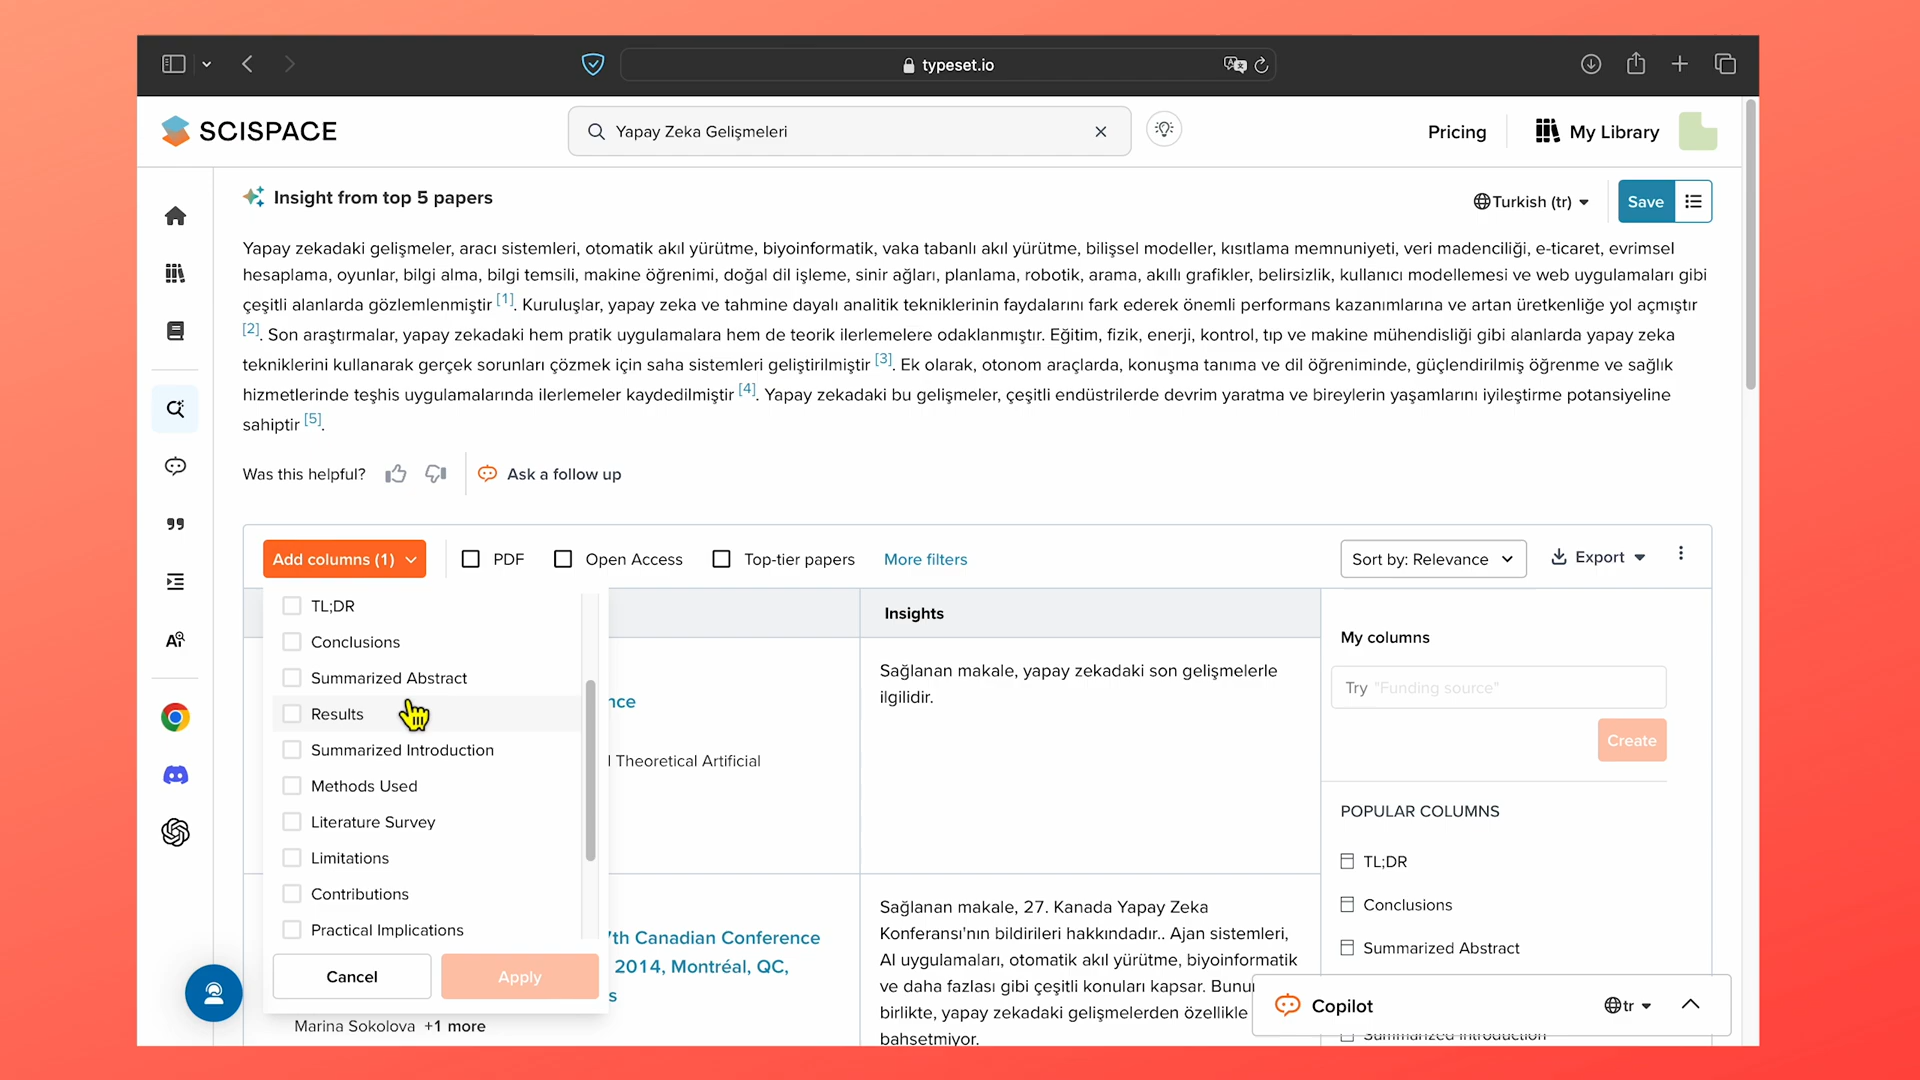 typeset.io
SCISPACE
Yapay Zeka Gelişmeleri
Pricing
My Library
Insight from top 5 papers
Turkish (tr)
Save
Yapay zekadaki gelişmeler, aracı sistemleri, otomatik akıl yürütme, biyoinformatik, vaka tabanlı akıl yürütme, bilişsel modeller, kısıtlama memnuniyeti, veri madenciliği, e-ticaret, evrimsel
hesaplama, oyunlar, bilgi alma, bilgi temsili, makine öğrenimi, doğal dil işleme, sinir ağları, planlama, robotik, arama, akıllı grafikler, belirsizlik, kullanıcı modellemesi ve web uygulamaları gibi
çeşitli alanlarda gözlemlenmiştir [1]. Kuruluşlar, yapay zeka ve tahmine dayalı analitik tekniklerinin faydalarını fark ederek önemli performans kazanımlarına ve artan üretkenliğe yol açmıştır
[2]. Son araştırmalar, yapay zekadaki hem pratik uygulamalara hem de teorik ilerlemelere odaklanmıştır. Eğitim, fizik, enerji, kontrol, tıp ve makine mühendisliği gibi alanlarda yapay zeka
tekniklerini kullanarak gerçek sorunları çözmek için saha sistemleri geliştirilmiştir [3]. Ek olarak, otonom araçlarda, konuşma tanıma ve dil öğreniminde, güçlendirilmiş öğrenme ve sağlık
hizmetlerinde teşhis uygulamalarında ilerlemeler kaydedilmiştir [4]. Yapay zekadaki bu gelişmeler, çeşitli endüstrilerde devrim yaratma ve bireylerin yaşamlarını iyileştirme potansiyeline
sahiptir [5].
Was this helpful?
Ask a follow up
Add columns (1)
PDF
Open Access
Top-tier papers
More filters
Sort by: Relevance
Export
TL;DR
Conclusions
Summarized Abstract
Results
Summarized Introduction
Methods Used
Literature Survey
Limitations
Contributions
Practical Implications
Cancel
Apply
nce
l Theoretical Artificial
7th Canadian Conference
2014, Montréal, QC,
s
Marina Sokolova +1 more
Insights
Sağlanan makale, yapay zekadaki son gelişmelerle
ilgilidir.
Sağlanan makale, 27. Kanada Yapay Zeka
Konferansı'nın bildirileri hakkındadır.. Ajan sistemleri,
AI uygulamaları, otomatik akıl yürütme, biyoinformatik
ve daha fazlası gibi çeşitli konuları kapsar. Bunu
birlikte, yapay zekadaki gelişmelerden özellikle
bahsetmiyor.
My columns
Try "Funding source"
Create
POPULAR COLUMNS
TL;DR
Conclusions
Summarized Abstract
Copilot
tr
Summarized Introduction